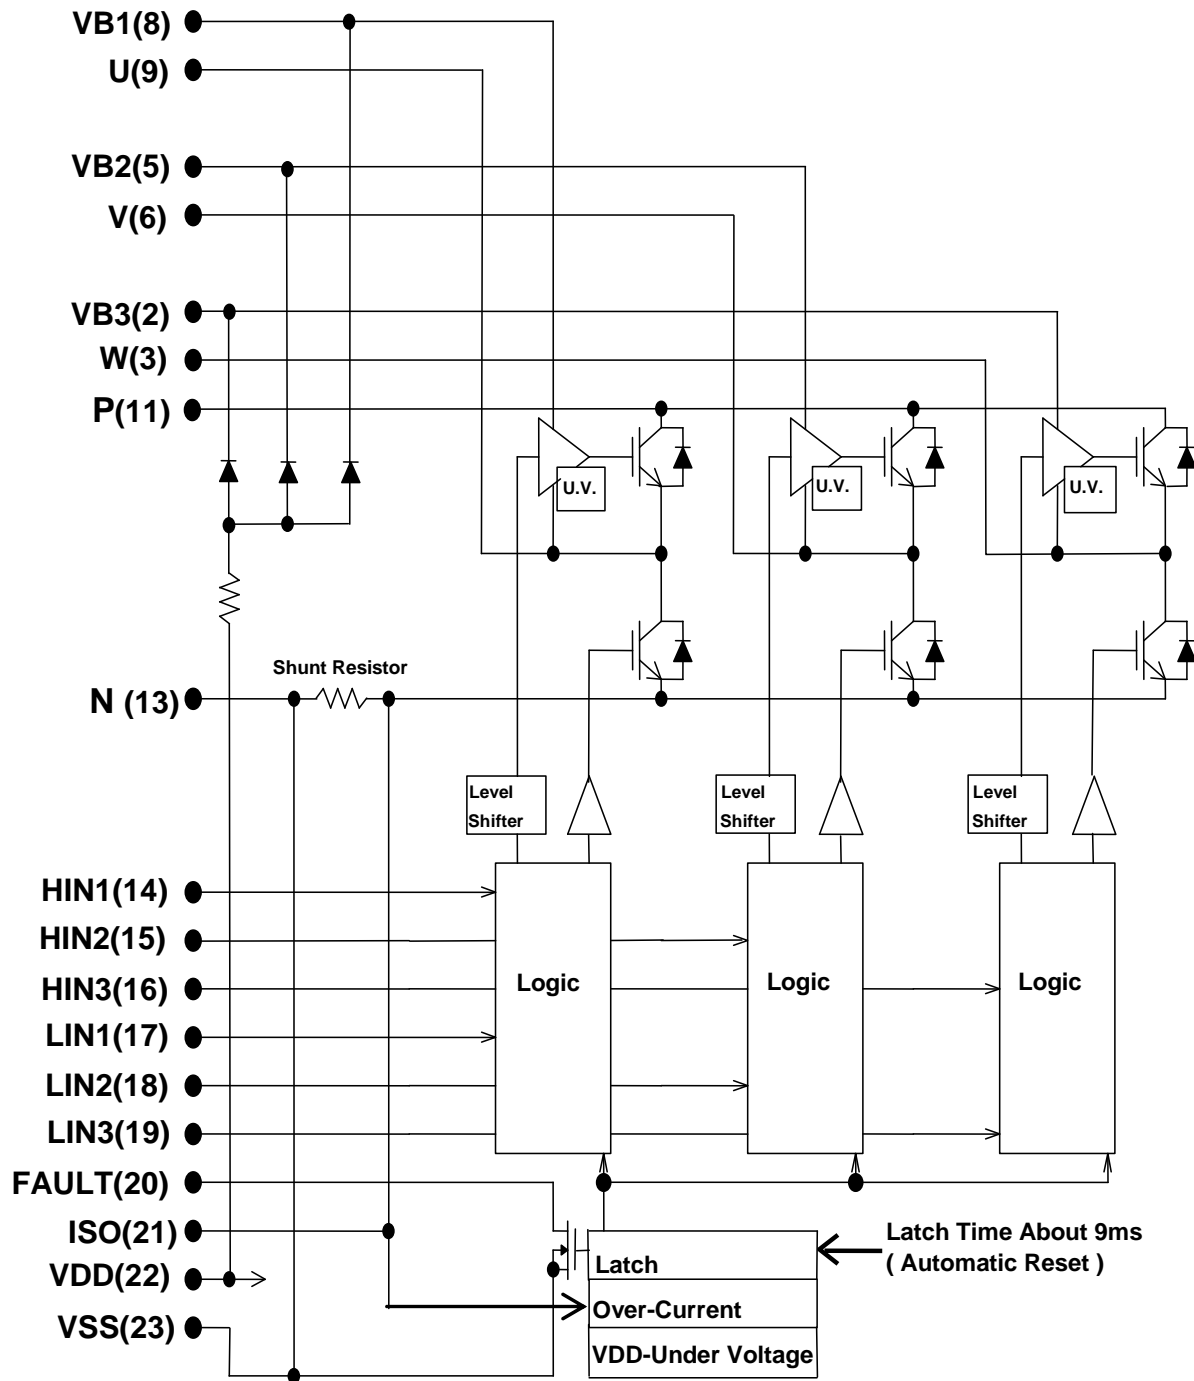 VB1(8)
U(9)
VB2(5)
V(6)
VB3(2)
W(3)
P(11)
U.V.
U.V.
U.V.
Shunt Resistor
N (13)
Level
Shifter
Level
Shifter
Level
Shifter
HIN1(14)
HIN2(15)
HIN3(16)
LIN1(17)
LIN2(18)
LIN3(19)
Logic
Logic
Logic
FAULT(20)
ISO(21)
VDD(22)
VSS(23)
Latch
Over-Current
VDD-Under Voltage
Latch Time About 9ms
( Automatic Reset )